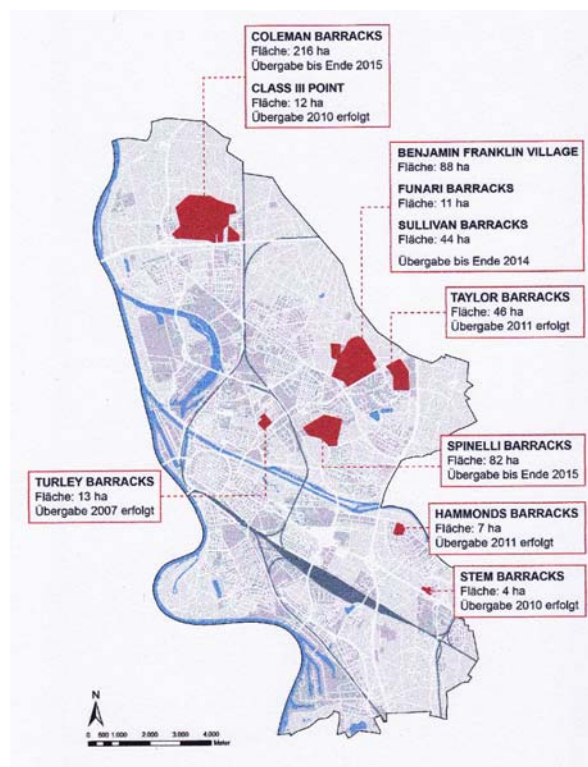 COLEMAN BARRACKS
Fläche: 216 ha
Übergabe bis Ende 2015
CLASS III POINT
Fläche: 12 ha
Übergabe 2010 erfolgt
BENJAMIN FRANKLIN VILLAGE
Fläche: 88 ha
FUNARI BARRACKS
Fläche: 11 ha
SULLIVAN BARRACKS
Fläche: 44 ha
Übergabe bis Ende 2014
TAYLOR BARRACKS
Fläche: 46 ha
Übergabe 2011 erfolgt
SPINELLI BARRACKS
Fläche: 82 ha
Übergabe bis Ende 2015
TURLEY BARRACKS
Fläche: 13 ha
Übergabe 2007 erfolgt
HAMMONDS BARRACKS
Fläche: 7 ha
Übergabe 2011 erfolgt
STEM BARRACKS
Fläche: 4 ha
Übergabe 2010 erfolgt
N
0 500 1.000 2.000 3.000 4.000
Meter